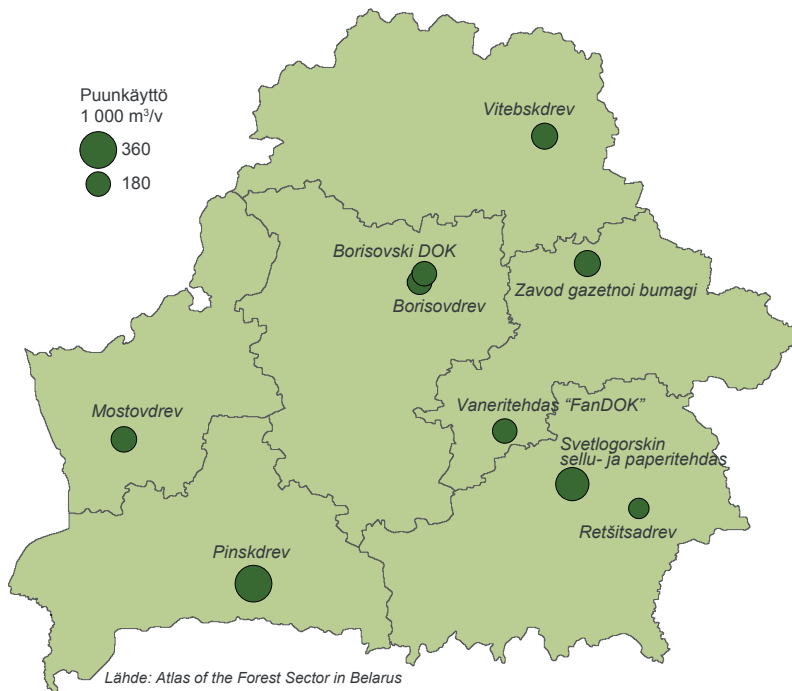 Puunkäyttö
1 000 m³/v
360
180
Vitebskdrev
Borisovski DOK
Borisovdrev
Zavod gazetnoi bumagi
Mostovdrev
Vaneritehdas “FanDOK”
Svetlogorskin
sellu- ja paperitehdas
Retšitsadrev
Pinskdrev
Lähde: Atlas of the Forest Sector in Belarus